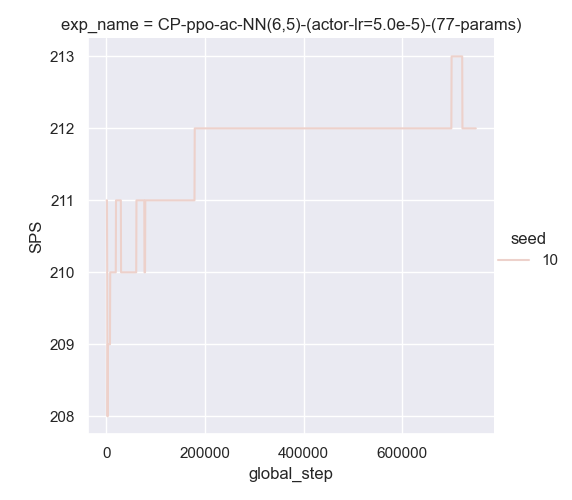 exp_name = CP-ppo-ac-NN(6,5)-(actor-lr=5.0e-5)-(77-params)
213
212
211
210
209
208
SPS
0
200000
400000
600000
global_step
seed
10